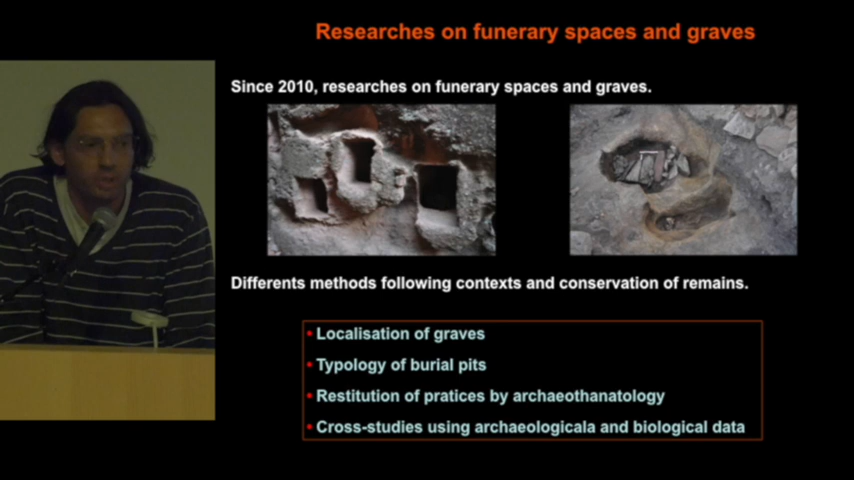 Researches on funerary spaces and graves
Since 2010, researches on funerary spaces and graves.
Differents methods following contexts and conservation of remains.
• Localisation of graves
• Typology of burial pits
• Restitution of pratices by archaeothanatology
• Cross-studies using archaeologicala and biological data